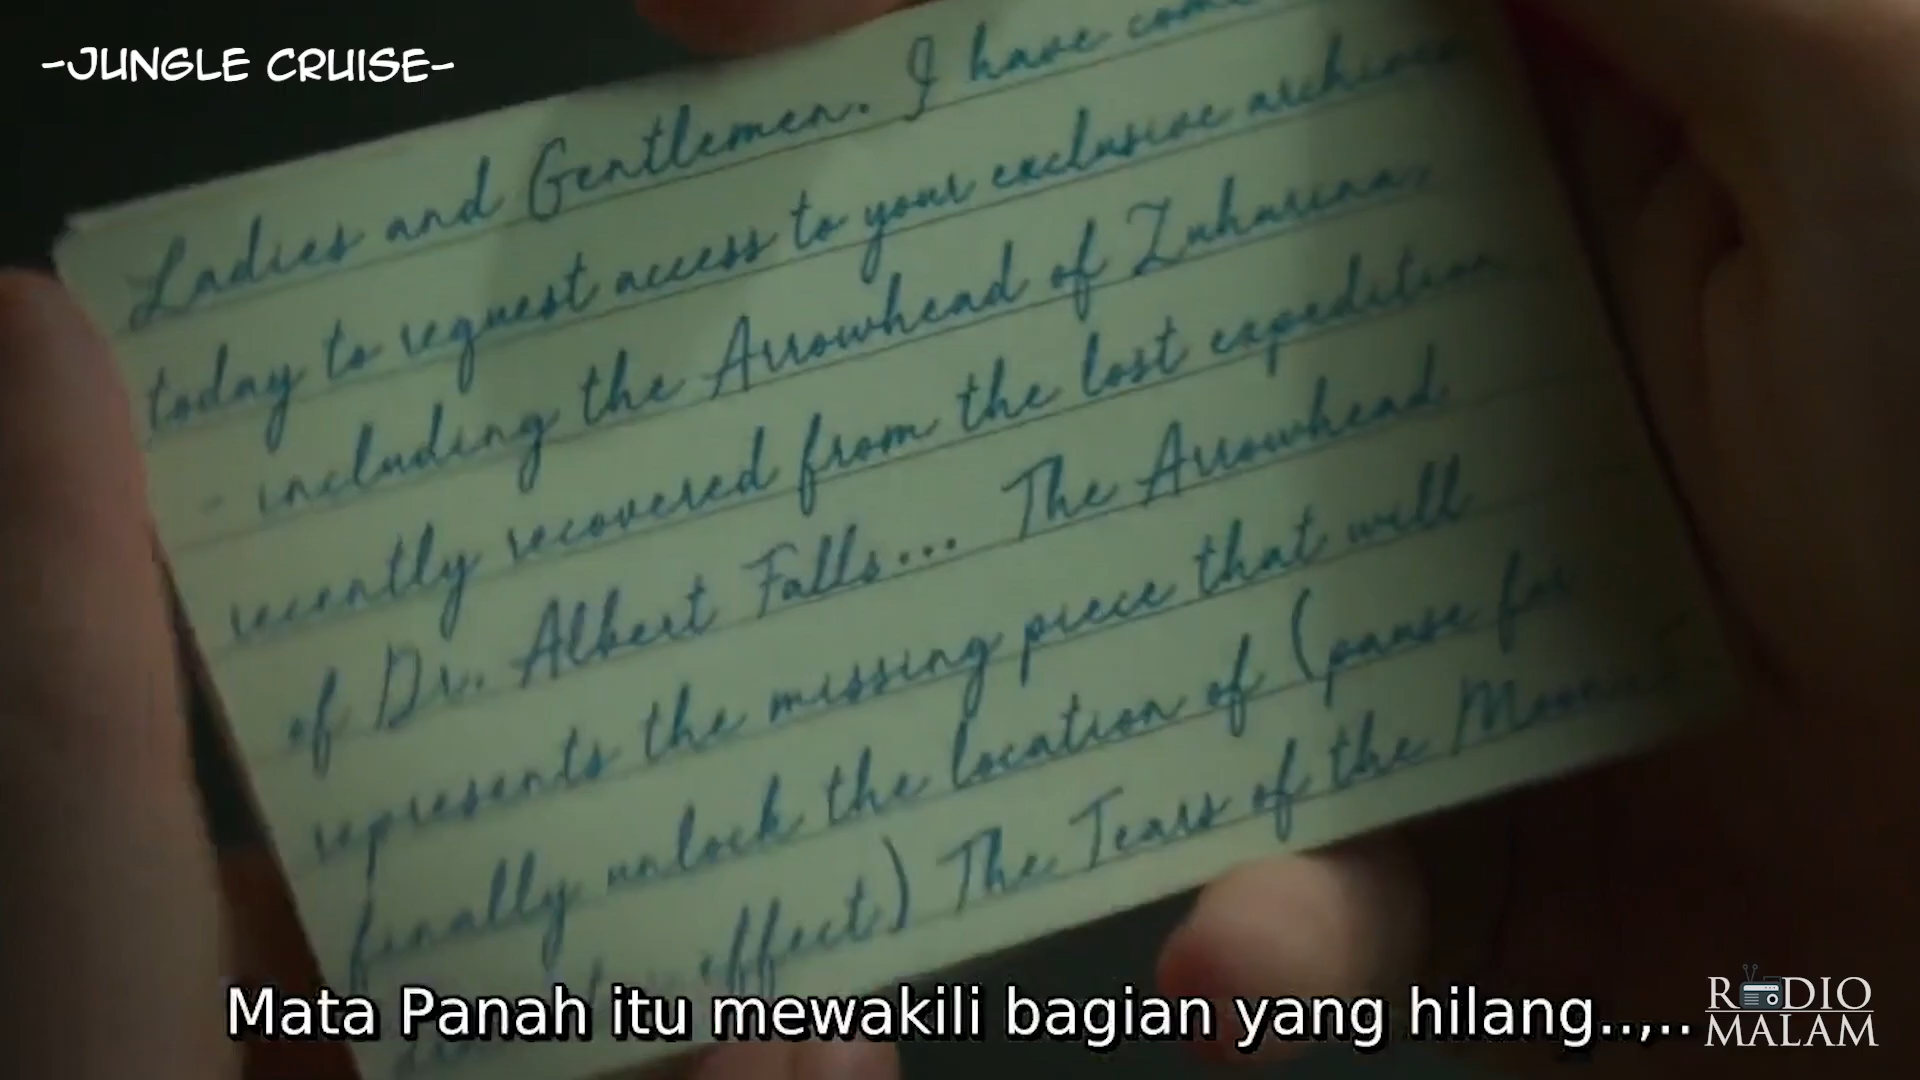 -JUNGLE CRUISE-
Ladies and Gentlemen. I have
today to request access to your exclusive archives
- including the Arrowhead of
recently recovered from the lost expedition
of Dr. Albert Falls... The Arrowhead
represents the missing piece that will
finally unlock the location of (pause for
effect) The Tears of the
Mata Panah itu mewakili bagian yang hilang..,..
RADIO
MALAM